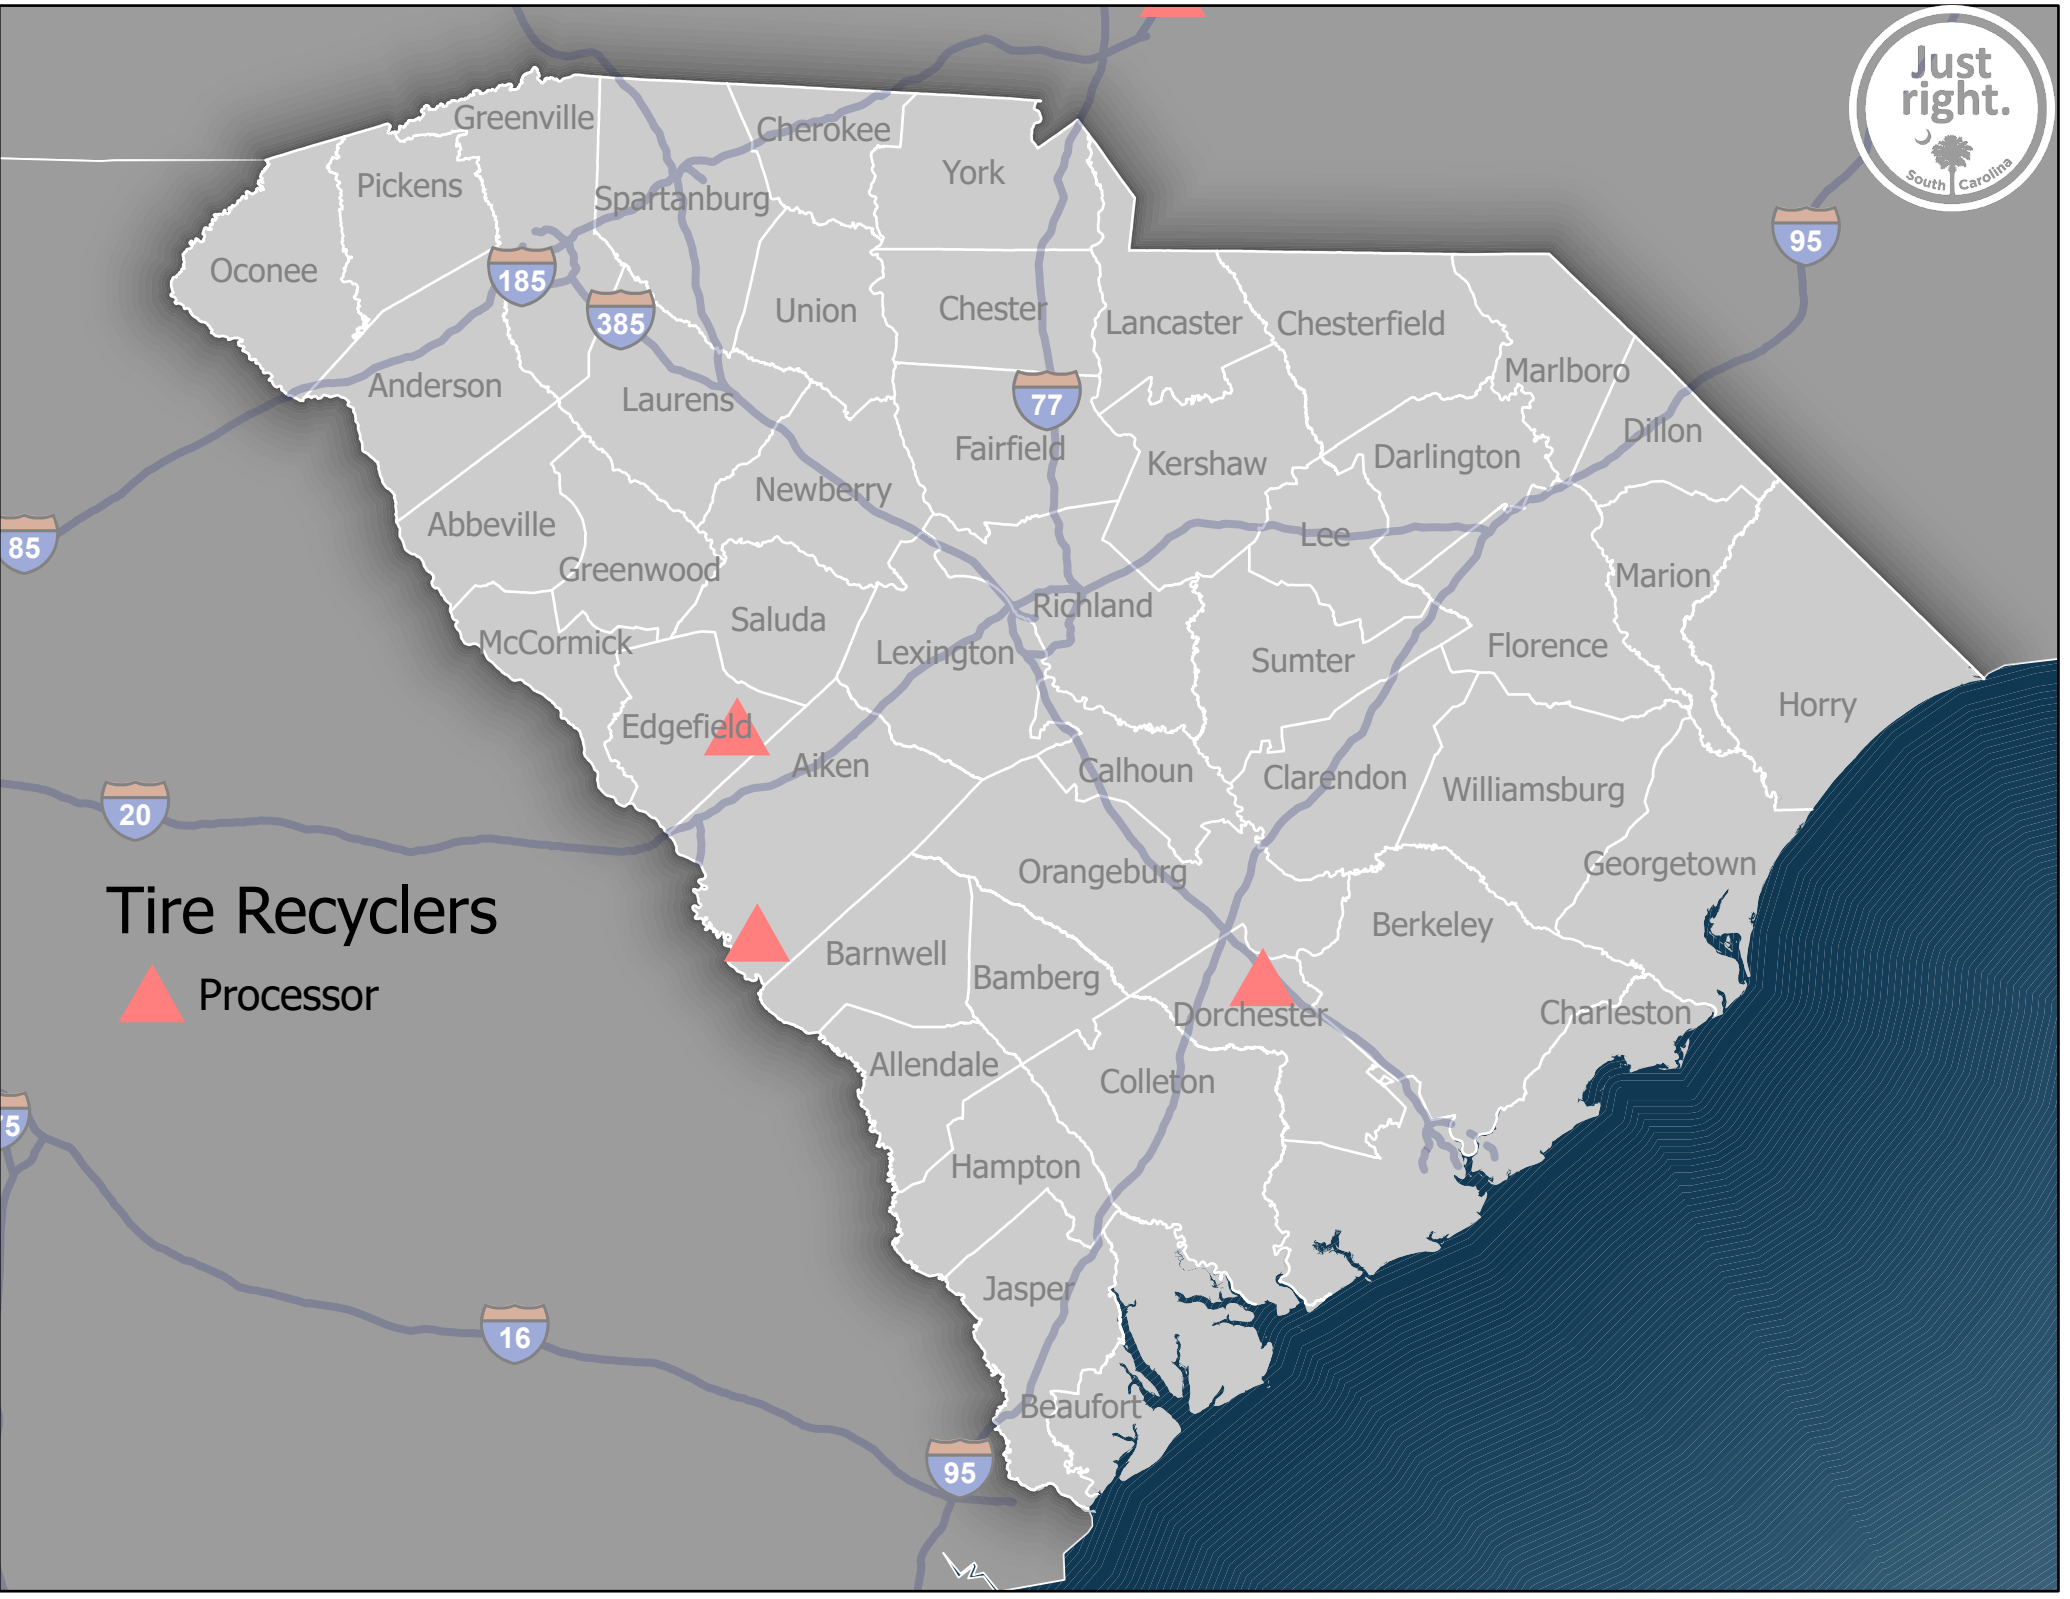 Just
right.
South Carolina
Greenville
Cherokee
Pickens
York
Spartanburg
95
Oconee
185
385
Union
Chester
Lancaster
Chesterfield
Marlboro
Anderson
Laurens
77
Dillon
Fairfield
Kershaw
Darlington
Newberry
Abbeville
Lee
85
Greenwood
Marion
Richland
Saluda
McCormick
Lexington
Sumter
Florence
Horry
Edgefield
Aiken
Calhoun
Clarendon
Williamsburg
20
Georgetown
Orangeburg
Tire Recyclers
Berkeley
Barnwell
Bamberg
Processor
Charleston
Dorchester
Allendale
Colleton
5
Hampton
Jasper
16
Beaufort
95